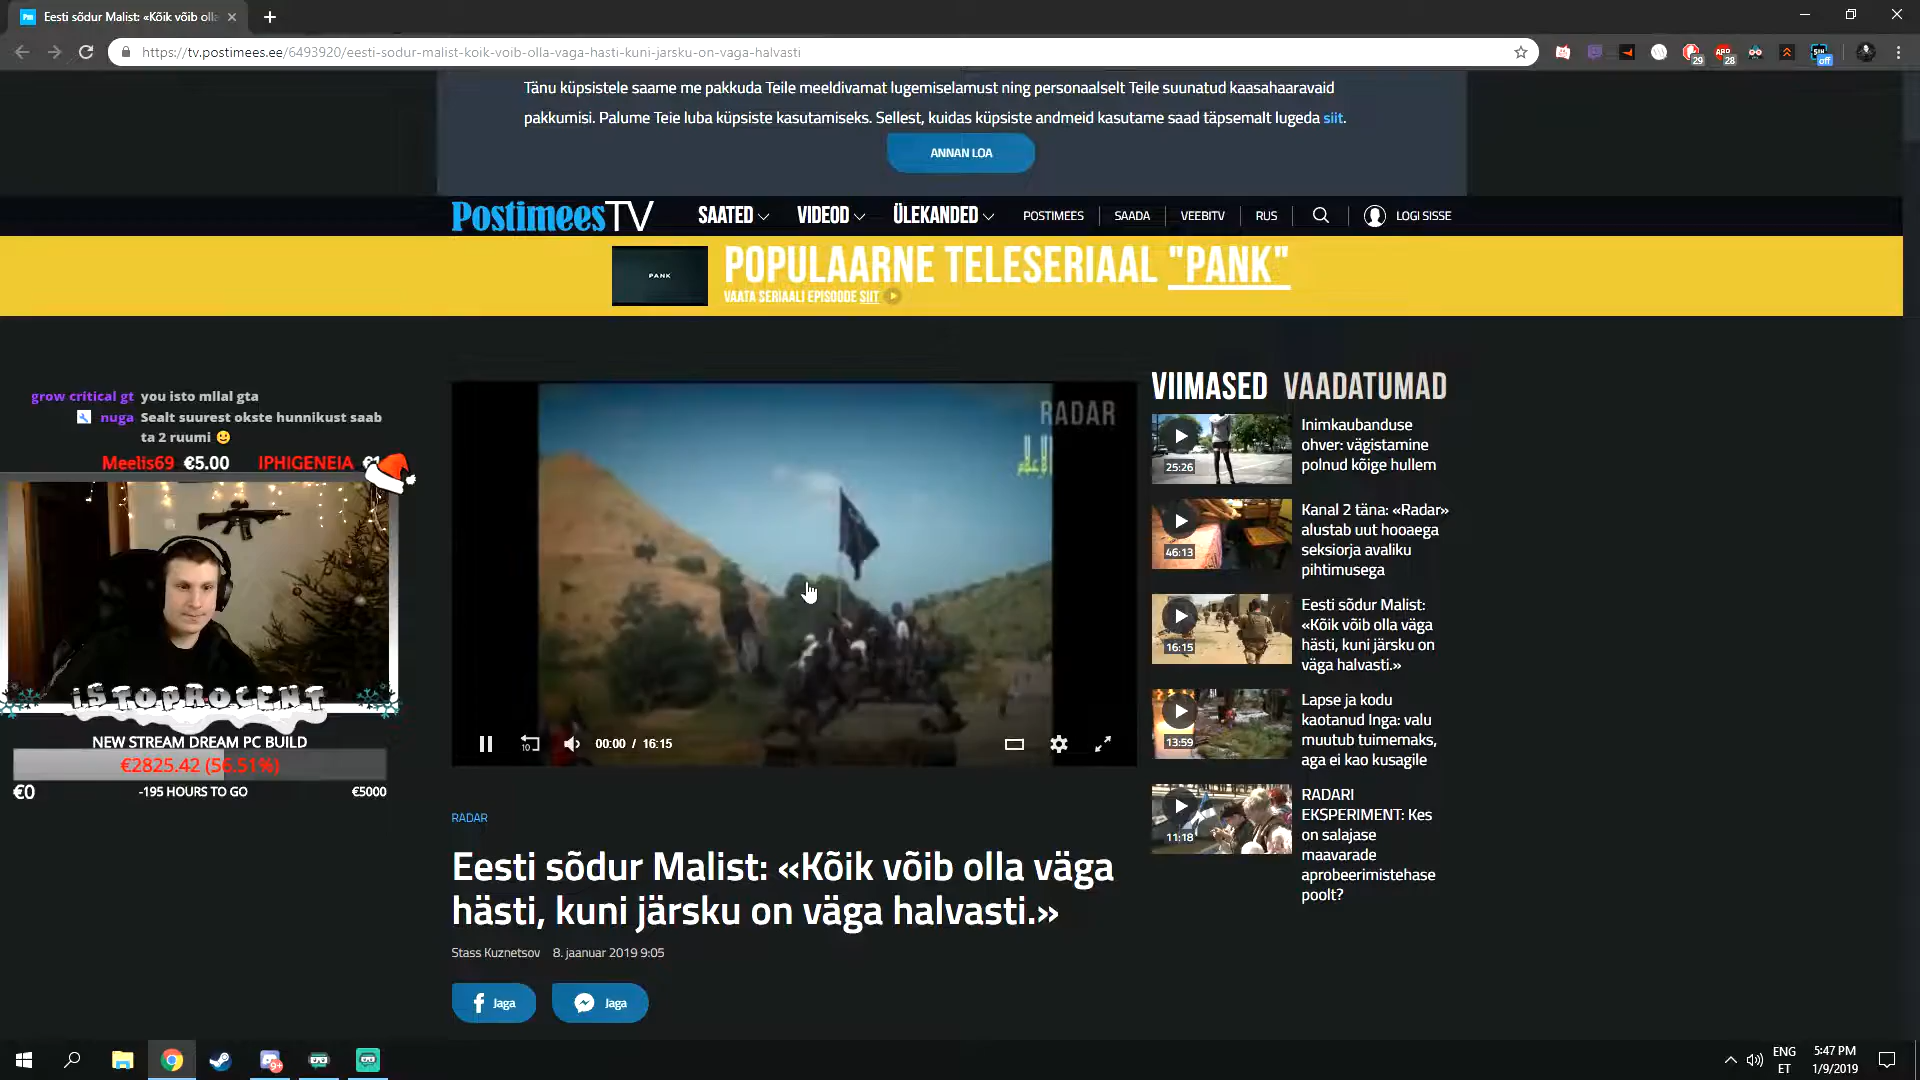 Eesti sõdur Malist: «Kõik võib olla
https://tv.postimees.ee/6493920/eesti-sodur-malist-koik-voib-olla-vaga-hasti-kuni-jarsku-on-vaga-halvasti
29
28
off
Tänu küpsistele saame me pakkuda Teile meeldivamat lugemiselamust ning personaalselt Teile suunatud kaasahaaravaid
pakkumisi. Palume Teie luba küpsiste kasutamiseks. Sellest, kuidas küpsiste andmeid kasutame saad täpsemalt lugeda siit.
ANNAN LOA
Postimees TV
SAATED
VIDEOD
ÜLEKANDED
POSTIMEES
SAADA
VEEBITV
RUS
LOGI SISSE
PANK
POPULAARNE TELESERIAAL "PANK"
VAATA SERIAALI EPISOODE SIIT
grow critical gt you isto mllal gta
nuga Sealt suurest okste hunnikust saab
ta 2 ruumi
Meelis69 €5.00 IPHIGENEIA
iSTOPROCENT
NEW STREAM DREAM PC BUILD
€2825.42 (56.51%)
€0 -195 HOURS TO GO €5000
RADAR
10
00:00 / 16:15
RADAR
Eesti sõdur Malist: «Kõik võib olla väga
hästi, kuni järsku on väga halvasti.»
Stass Kuznetsov 8. jaanuar 2019 9:05
Jaga
Jaga
VIIMASED VAADATUMAD
25:26
Inimkaubanduse
ohver: vägistamine
polnud kõige hullem
46:13
Kanal 2 täna: «Radar»
alustab uut hooaega
seksiorja avaliku
pihtimusega
16:15
Eesti sõdur Malist:
«Kõik võib olla väga
hästi, kuni järsku on
väga halvasti.»
13:59
Lapse ja kodu
kaotanud Inga: valu
muutub tuimemaks,
aga ei kao kusagile
11:18
RADARI
EKSPERIMENT: Kes
on salajase
maavarade
aprobeerimistehase
poolt?
9+
ENG
ET
5:47 PM
1/9/2019